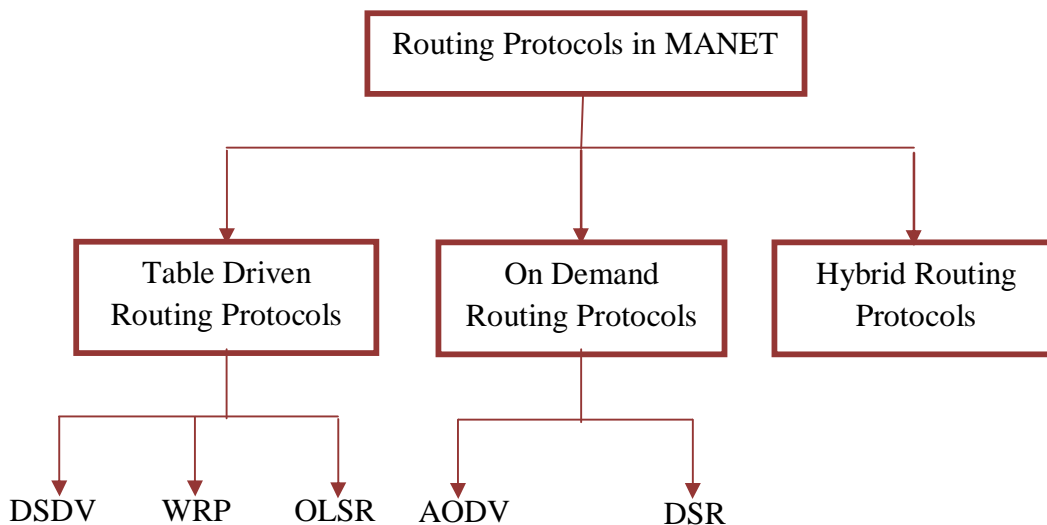 Routing Protocols in MANET
Table Driven
Routing Protocols
On Demand
Routing Protocols
Hybrid Routing
Protocols
DSDV
WRP
OLSR
AODV
DSR